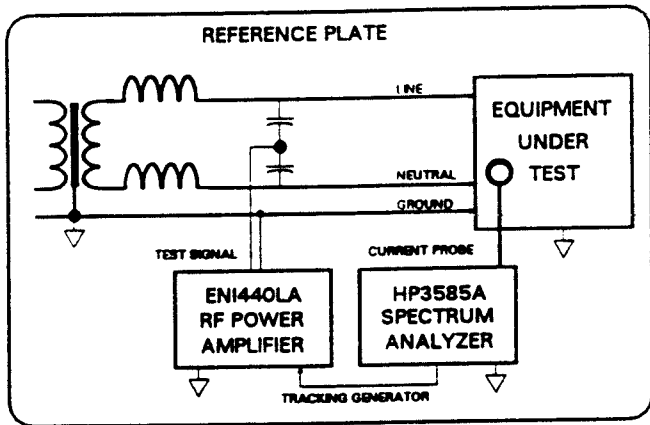 REFERENCE PLATE
LINE
EQUIPMENT
UNDER
TEST
NEUTRAL
GROUND
TEST SIGNAL
CURRENT PROBE
ENI440LA
RF POWER
AMPLIFIER
HP3585A
SPECTRUM
ANALYZER
TRACKING GENERATOR